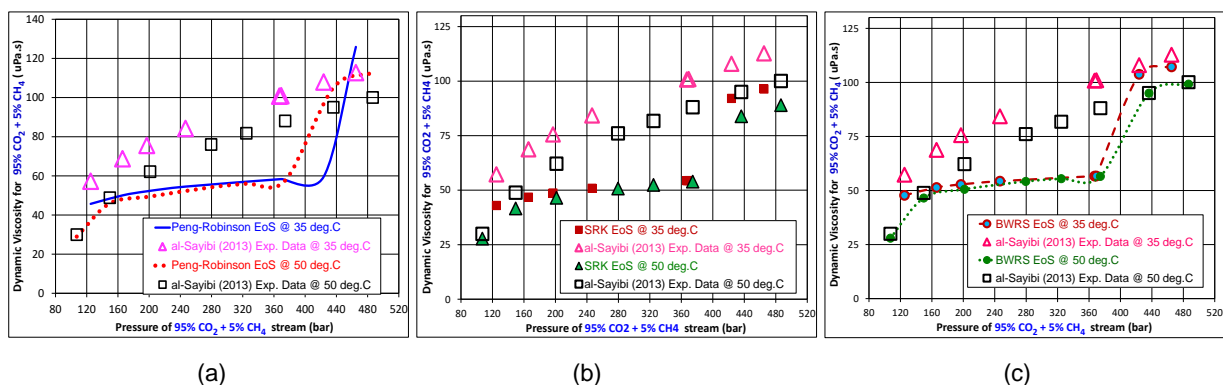 Dynamic Viscosity for 95% CO2 + 5% CH4 ( uPa.s)
140
120
100
80
60
40
20
0
Peng-Robinson EoS @ 35 deg.C
al-Sayibi (2013) Exp. Data @ 35 deg.C
Peng-Robinson EoS @ 50 deg.C
al-Sayibi (2013) Exp. Data @ 50 deg.C
80 120 160 200 240 280 320 360 400 440 480 520
Pressure of 95% CO2 + 5% CH4 stream (bar)
(a)
Dynamic Viscosity for 95% CO2 + 5% CH4 ( uPa.s)
125
100
75
50
25
0
SRK EoS @ 35 deg.C
al-Sayibi (2013) Exp. Data @ 35 deg.C
SRK EoS @ 50 deg.C
al-Sayibi (2013) Exp. Data @ 50 deg.C
80 120 160 200 240 280 320 360 400 440 480 520
Pressure of 95% CO2 + 5% CH4 stream (bar)
(b)
Dynamic Viscosity for 95% CO2 + 5% CH4 ( uPa.s)
125
100
75
50
25
0
BWRS EoS @ 35 deg.C
al-Sayibi (2013) Exp. Data @ 35 deg.C
BWRS EoS @ 50 deg.C
al-Sayibi (2013) Exp. Data @ 50 deg.C
80 120 160 200 240 280 320 360 400 440 480 520
Pressure of 95% CO2 + 5% CH4 stream (bar)
(c)